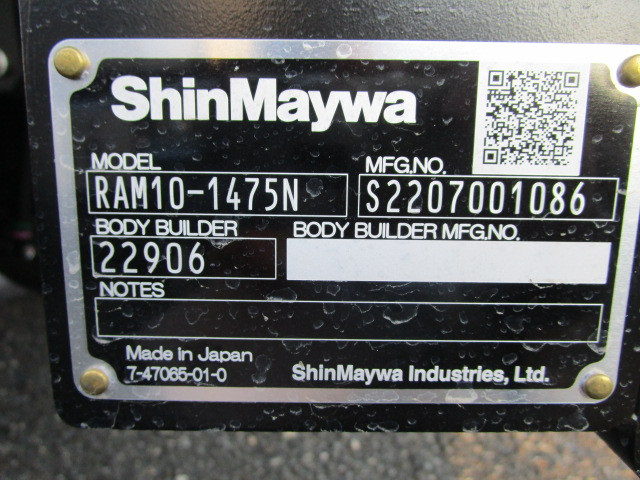 ShinMaywa
MODEL MFG.NO.
RAM10-1475N S2207001086
BODY BUILDER BODY BUILDER MFG.NO.
22906
NOTES
Made in Japan
7-47065-01-0 ShinMaywa Industries, Ltd.